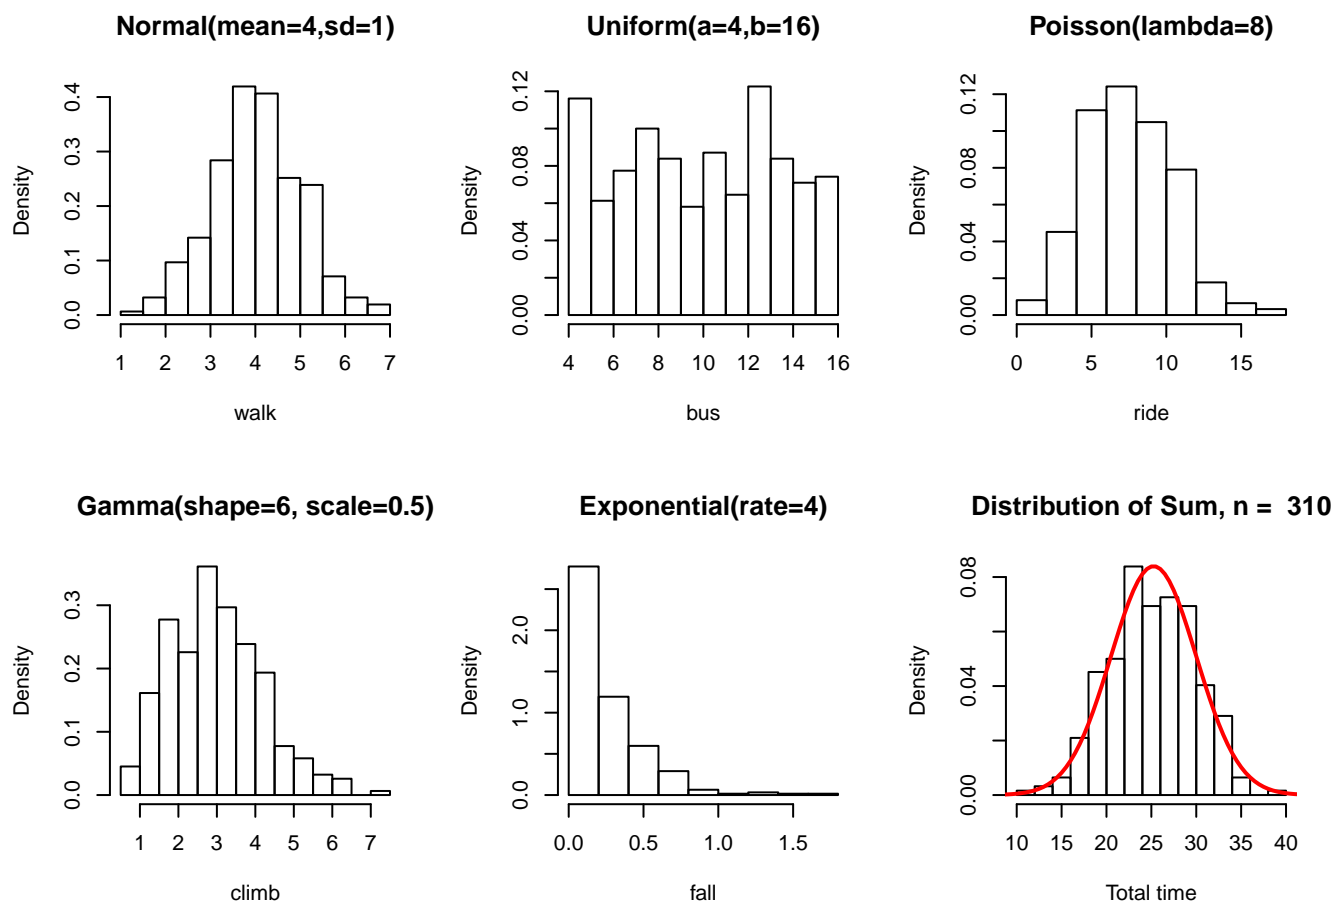 Normal(mean=4,sd=1)
Density
0.0 0.1 0.2 0.3 0.4
1 2 3 4 5 6 7
walk
Uniform(a=4,b=16)
Density
0.00 0.04 0.08 0.12
4 6 8 10 12 14 16
bus
Poisson(lambda=8)
Density
0.00 0.04 0.08 0.12
0 5 10 15
ride
Gamma(shape=6, scale=0.5)
Density
0.0 0.1 0.2 0.3
1 2 3 4 5 6 7
climb
Exponential(rate=4)
Density
0.0 1.0 2.0
0.0 0.5 1.0 1.5
fall
Distribution of Sum, n =  310
Density
0.00 0.04 0.08
10 15 20 25 30 35 40
Total time